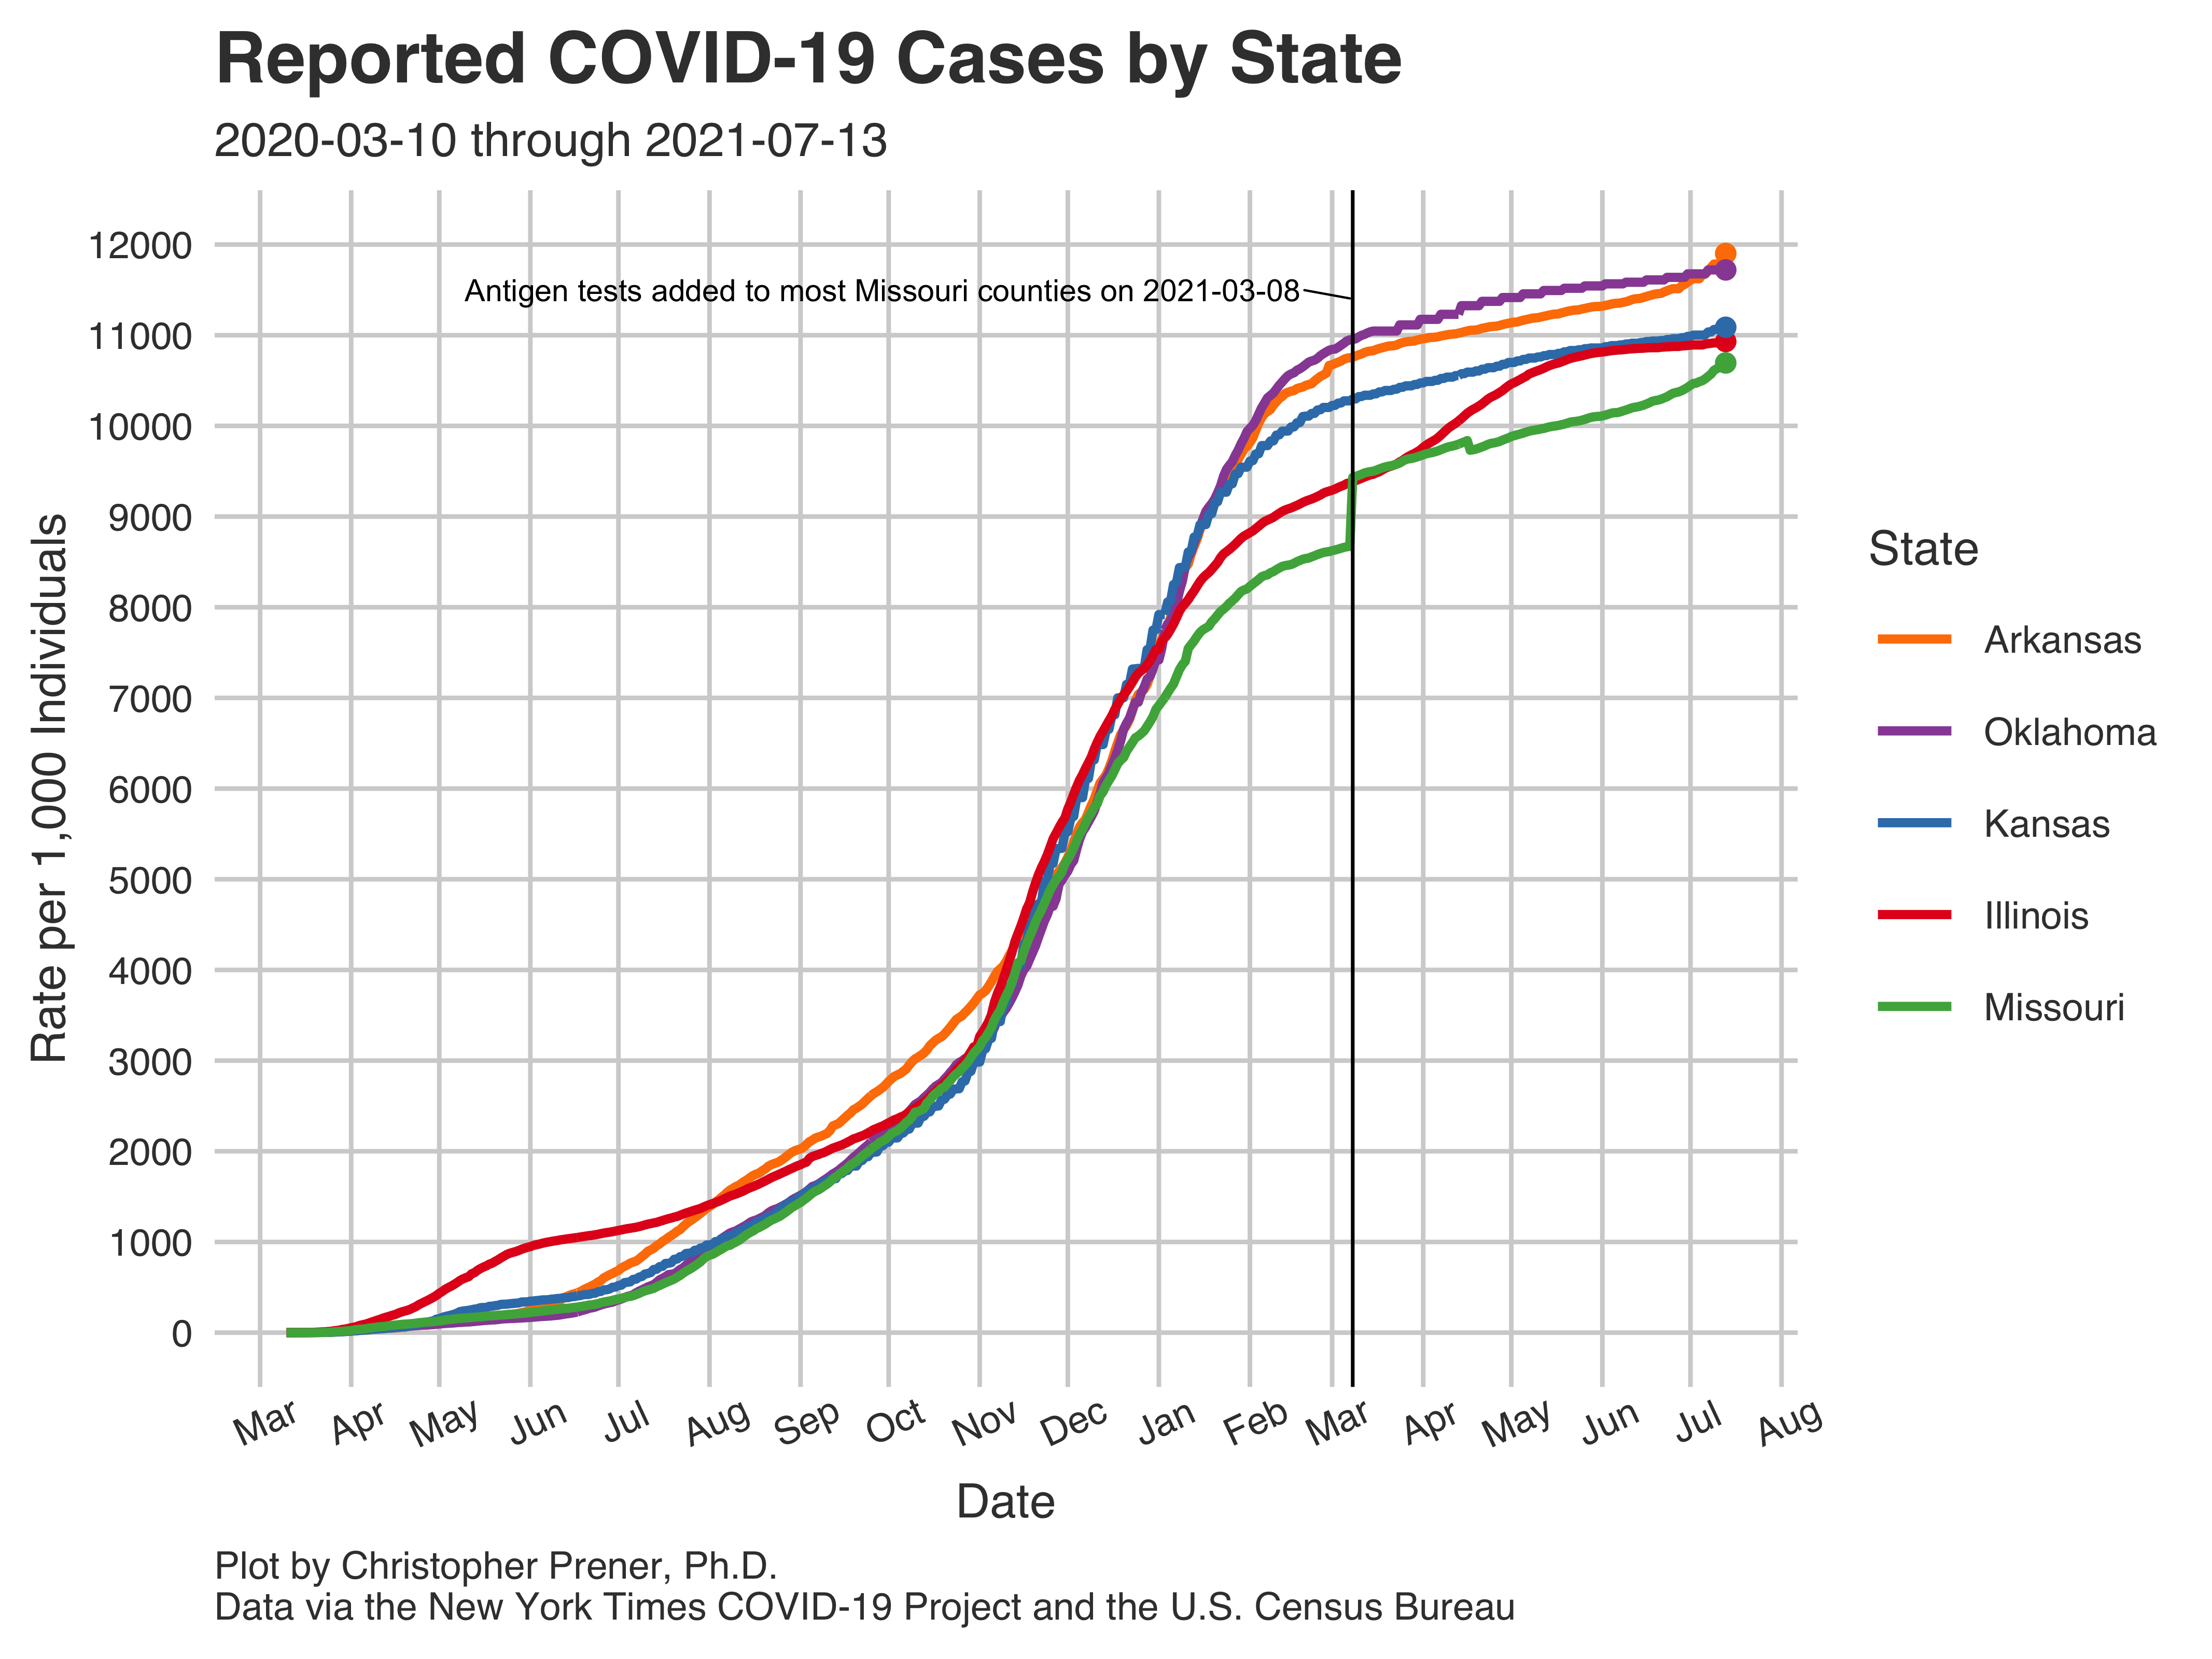 Reported COVID-19 Cases by State
2020-03-10 through 2021-07-13
12000
11000
10000
9000
8000
7000
6000
5000
4000
3000
2000
1000
0
Rate per 1,000 Individuals
Antigen tests added to most Missouri counties on 2021-03-08
State
Arkansas
Oklahoma
Kansas
Illinois
Missouri
Mar Apr May Jun Jul Aug Sep Oct Nov Dec Jan Feb Mar Apr May Jun Jul Aug
Date
Plot by Christopher Prener, Ph.D.
Data via the New York Times COVID-19 Project and the U.S. Census Bureau